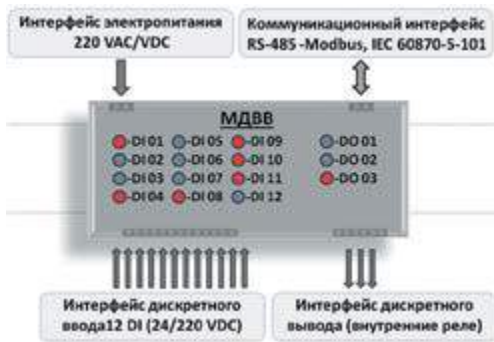 Интерфейс электропитания
220 VAC/VDC
Коммуникационный интерфейс
RS-485 -Modbus, IEC 60870-5-101
МДВВ
-DI 01 -DI 05 -DI 09 -DO 01
-DI 02 -DI 06 -DI 10 -DO 02
-DI 03 -DI 07 -DI 11 -DO 03
-DI 04 -DI 08 -DI 12
Интерфейс дискретного
ввода12 DI (24/220 VDC)
Интерфейс дискретного
вывода (внутренние реле)